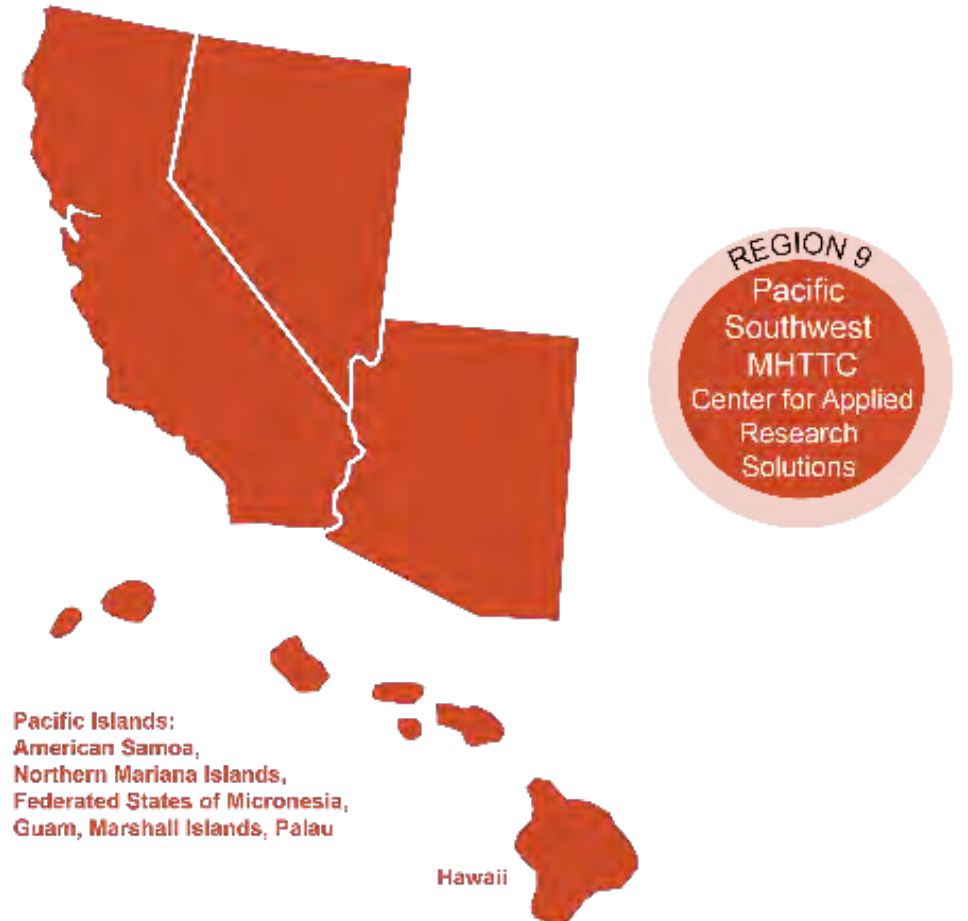 REGION 9
Pacific
Southwest
MHTTC
Center for Applied
Research
Solutions
Pacific Islands:
American Samoa,
Northern Mariana Islands,
Federated States of Micronesia,
Guam, Marshall Islands, Palau
Hawaii